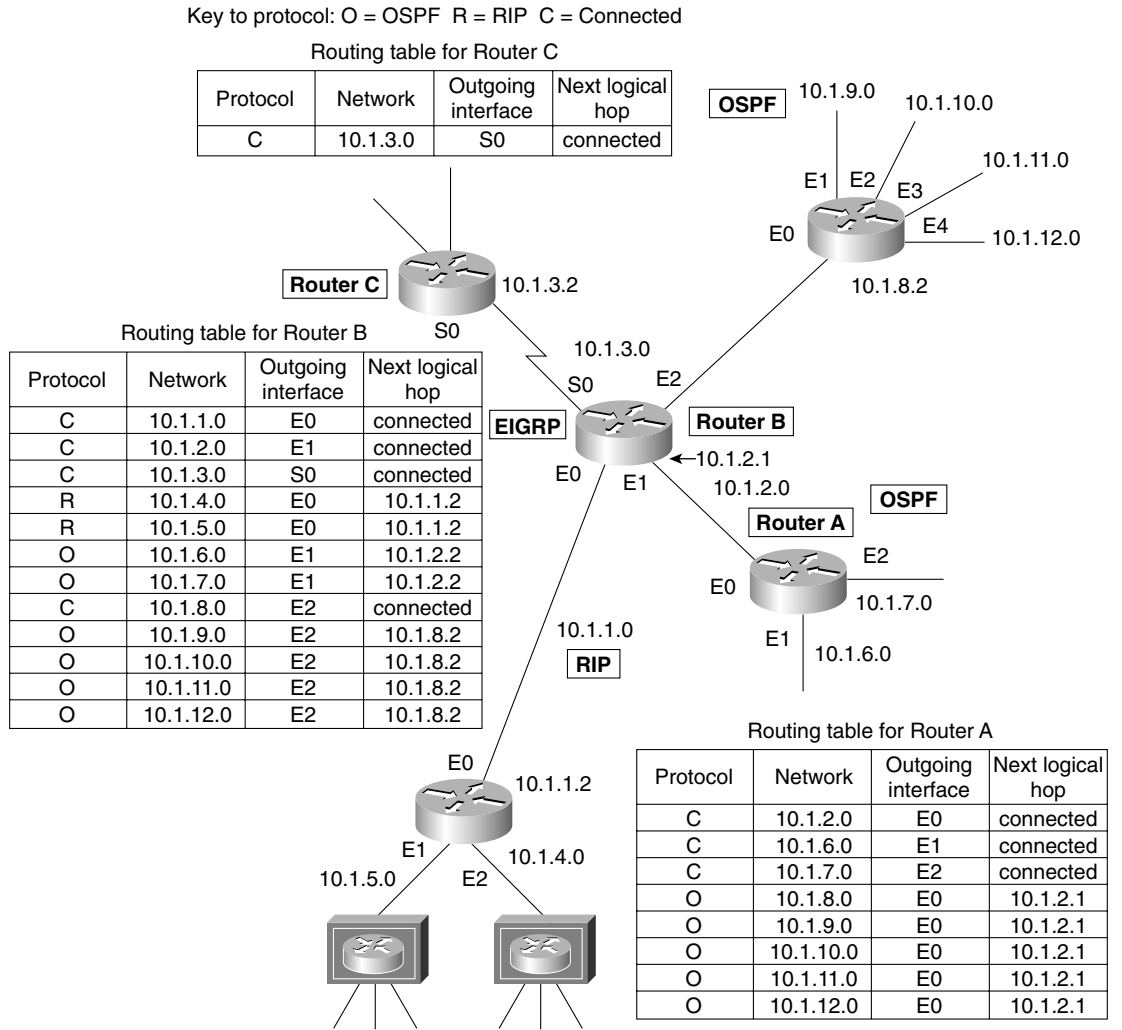 Key to protocol: O = OSPF R = RIP C = Connected
Routing table for Router C
Protocol Network Outgoing interface Next logical hop
C 10.1.3.0 S0 connected
OSPF
10.1.9.0
10.1.10.0
10.1.11.0
10.1.12.0
E1 E2 E3
E4
E0
10.1.8.2
Router C
10.1.3.2
S0
10.1.3.0
S0 E2
EIGRP
Router B
10.1.2.1
E0 E1
10.1.2.0
OSPF
Router A
E2
E0
10.1.7.0
E1
10.1.6.0
Routing table for Router B
Protocol Network Outgoing interface Next logical hop
C 10.1.1.0 E0 connected
C 10.1.2.0 E1 connected
C 10.1.3.0 S0 connected
R 10.1.4.0 E0 10.1.1.2
R 10.1.5.0 E0 10.1.1.2
O 10.1.6.0 E1 10.1.2.2
O 10.1.7.0 E1 10.1.2.2
C 10.1.8.0 E2 connected
O 10.1.9.0 E2 10.1.8.2
O 10.1.10.0 E2 10.1.8.2
O 10.1.11.0 E2 10.1.8.2
O 10.1.12.0 E2 10.1.8.2
10.1.1.0
RIP
E0
10.1.1.2
E1
10.1.4.0
10.1.5.0
E2
Routing table for Router A
Protocol Network Outgoing interface Next logical hop
C 10.1.2.0 E0 connected
C 10.1.6.0 E1 connected
C 10.1.7.0 E2 connected
O 10.1.8.0 E0 10.1.2.1
O 10.1.9.0 E0 10.1.2.1
O 10.1.10.0 E0 10.1.2.1
O 10.1.11.0 E0 10.1.2.1
O 10.1.12.0 E0 10.1.2.1